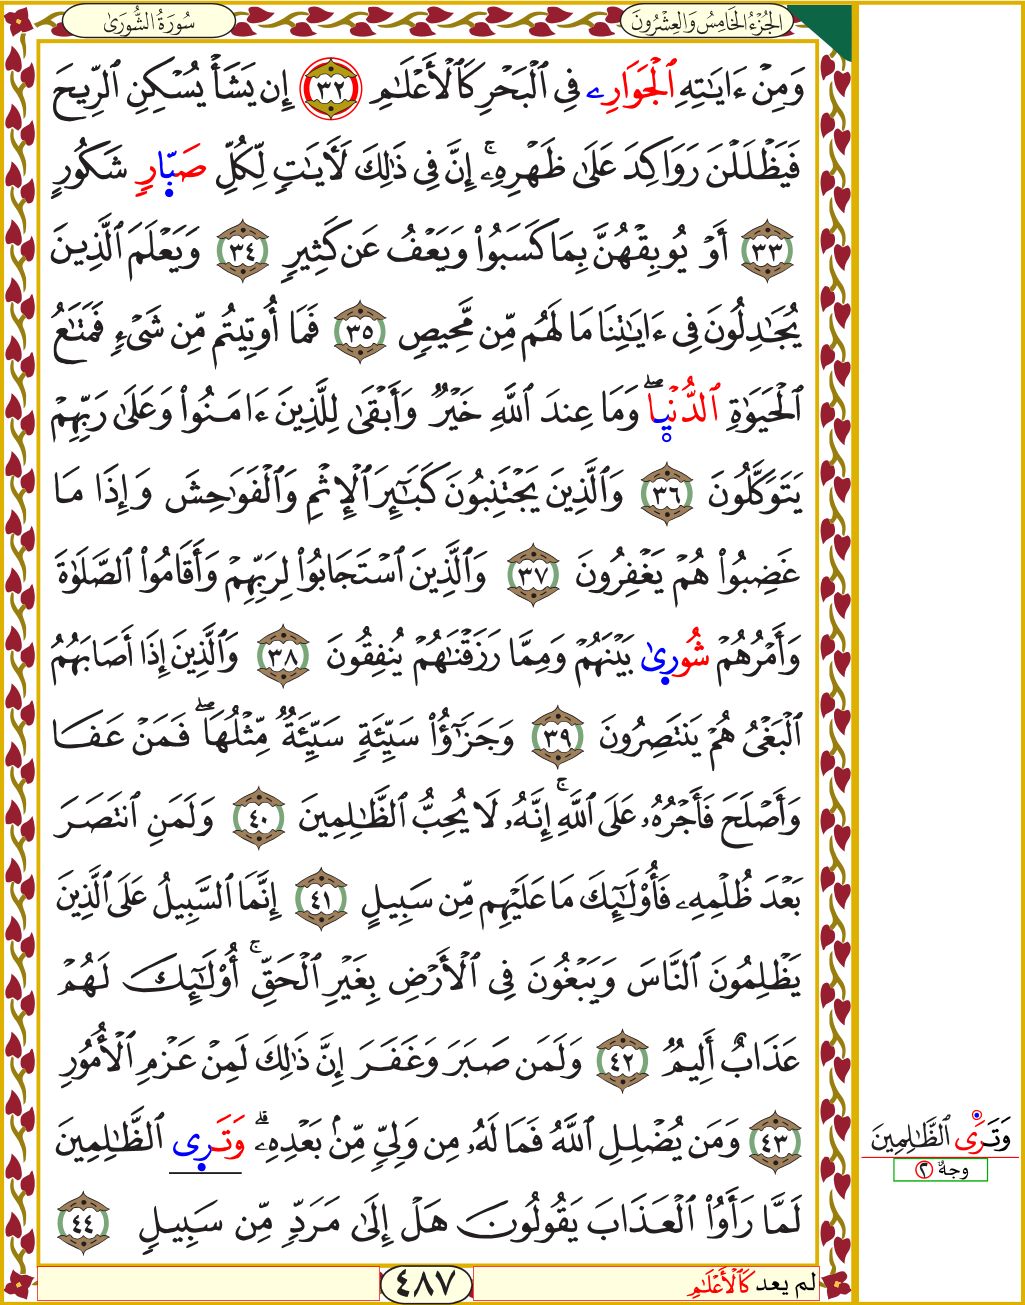 سُورَةُ الشُّورَىٰ
الجُزْءُ الخَامِسُ وَالعِشْرُونَ
وَمِنْ ءَايَٰتِهِ ٱلْجَوَارِۦ فِى ٱلْبَحْرِ كَٱلْأَعْلَٰمِ ٣٢ إِن يَشَأْ يُسْكِنِ ٱلرِّيحَ
فَيَظْلَلْنَ رَوَاكِدَ عَلَىٰ ظَهْرِهِۦٓ ۚ إِنَّ فِى ذَٰلِكَ لَأٓيَٰتٍ لِّكُلِّ صَبّٰارٍ شَكُورٍ
٣٣ أَوْ يُوبِقْهُنَّ بِمَا كَسَبُوا۟ وَيَعْفُ عَن كَثِيرٍ ٣٤ وَيَعْلَمَ ٱلَّذِينَ
يُجَٰدِلُونَ فِى ءَايَٰتِنَا مَا لَهُم مِّن مَّحِيصٍ ٣٥ فَمَا أُوتِيتُم مِّن شَىْءٍ فَمَتَٰعُ
ٱلْحَيَوٰةِ ٱلدُّنْيٜا ۖ وَمَا عِندَ ٱللَّهِ خَيْرٌ وَأَبْقَىٰ لِلَّذِينَ ءَامَنُوا۟ وَعَلَىٰ رَبِّهِمْ
يَتَوَكَّلُونَ ٣٦ وَٱلَّذِينَ يَجْتَنِبُونَ كَبَٰٓئِرَ ٱلْإِثْمِ وَٱلْفَوَٰحِشَ وَإِذَا مَا
غَضِبُوا۟ هُمْ يَغْفِرُونَ ٣٧ وَٱلَّذِينَ ٱسْتَجَابُوا۟ لِرَبِّهِمْ وَأَقَامُوا۟ ٱلصَّلَوٰةَ
وَأَمْرُهُمْ شُورٜىٰ بَيْنَهُمْ وَمِمَّا رَزَقْنَٰهُمْ يُنفِقُونَ ٣٨ وَٱلَّذِينَ إِذَا أَصَابَهُمُ
ٱلْبَغْىُ هُمْ يَنتَصِرُونَ ٣٩ وَجَزَٰٓؤُا۟ سَيِّئَةٍ سَيِّئَةٌ مِّثْلُهَا ۖ فَمَنْ عَفَا
وَأَصْلَحَ فَأَجْرُهُۥ عَلَى ٱللَّهِ ۚ إِنَّهُۥ لَا يُحِبُّ ٱلظَّٰلِمِينَ ٤٠ وَلَمَنِ ٱنتَصَرَ
بَعْدَ ظُلْمِهِۦ فَأُو۟لَٰٓئِكَ مَا عَلَيْهِم مِّن سَبِيلٍ ٤١ إِنَّمَا ٱلسَّبِيلُ عَلَى ٱلَّذِينَ
يَظْلِمُونَ ٱلنَّاسَ وَيَبْغُونَ فِى ٱلْأَرْضِ بِغَيْرِ ٱلْحَقِّ ۚ أُو۟لَٰٓئِكَ لَهُمْ
عَذَابٌ أَلِيمٌ ٤٢ وَلَمَن صَبَرَ وَغَفَرَ إِنَّ ذَٰلِكَ لَمِنْ عَزْمِ ٱلْأُمُورِ
٤٣ وَمَن يُضْلِلِ ٱللَّهُ فَمَا لَهُۥ مِن وَلِىٍّ مِّنۢ بَعْدِهِۦ ۗ وَتَرٜى ٱلظَّٰلِمِينَ
لَمَّا رَأَوُا۟ ٱلْعَذَابَ يَقُولُونَ هَلْ إِلَىٰ مَرَدٍّ مِّن سَبِيلٍ ٤٤
وَتَرَى ٱلظَّٰلِمِينَ
وجهٌ ٢
٤٨٧
لم يعد كَٱلْأَعْلَٰمِ